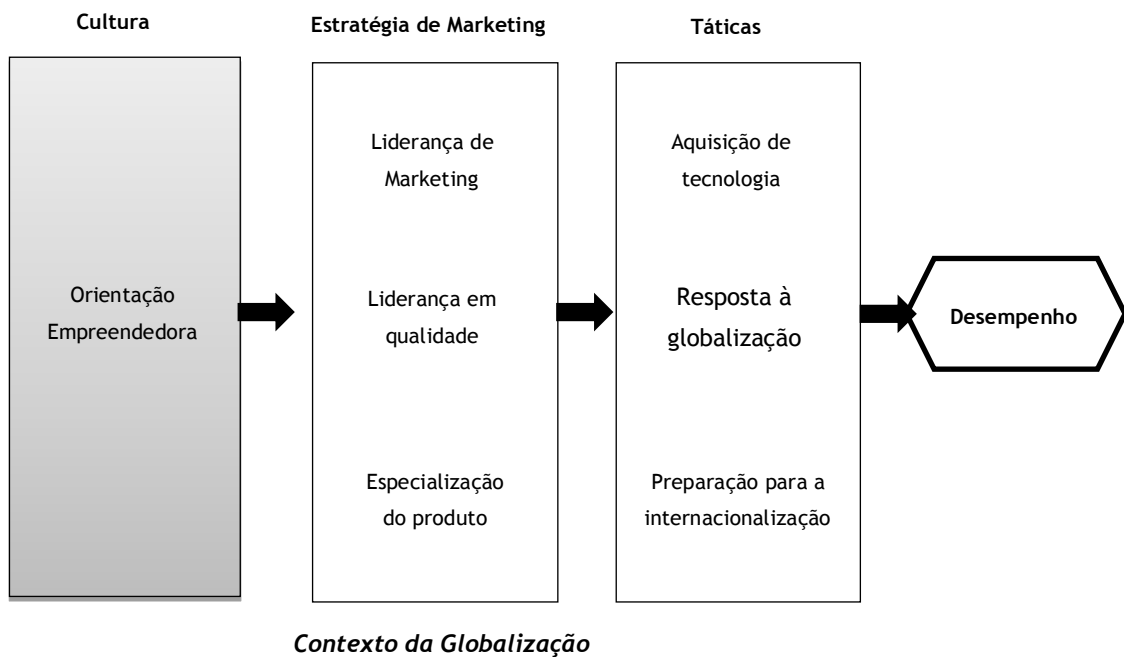 Cultura
Estratégia de Marketing
Táticas
Orientação
Empreendedora
Liderança de
Marketing
Liderança em
qualidade
Especialização
do produto
Aquisição de
tecnologia
Resposta à
globalização
Preparação para a
internacionalização
Desempenho
Contexto da Globalização